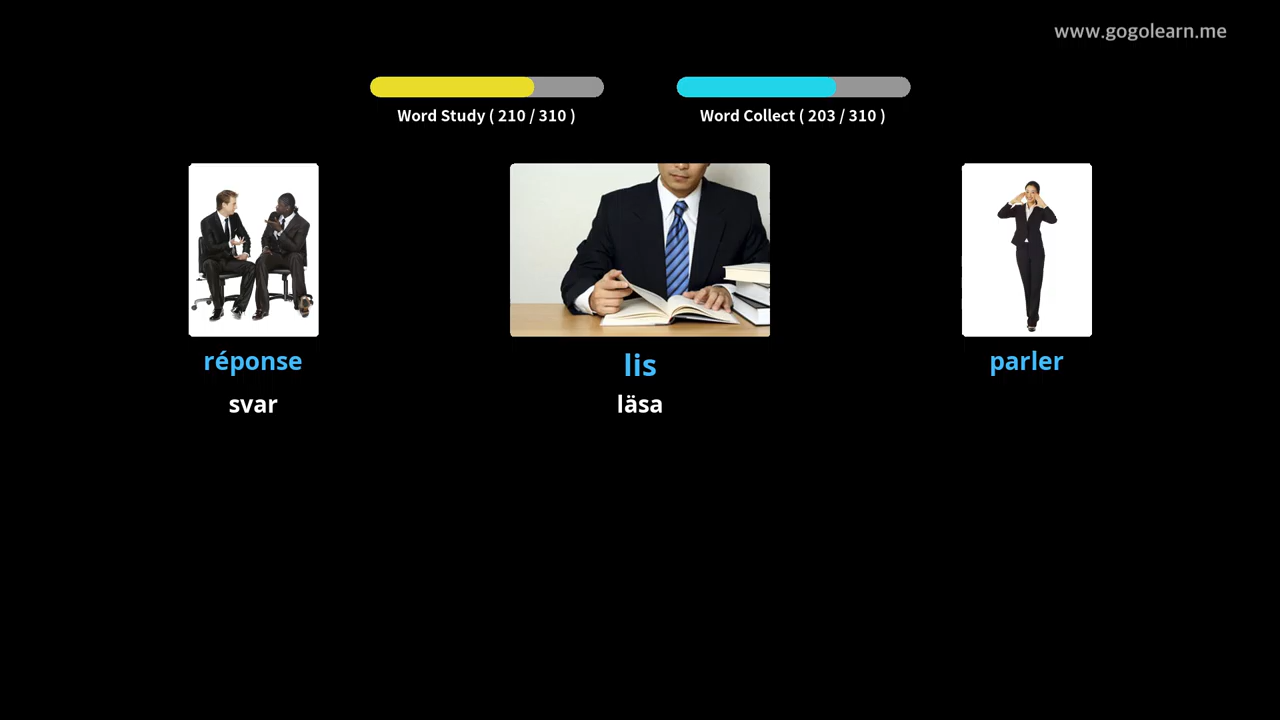 www.gogolearn.me
Word Study ( 210 / 310 )
Word Collect ( 203 / 310 )
réponse
lis
parler
svar
läsa